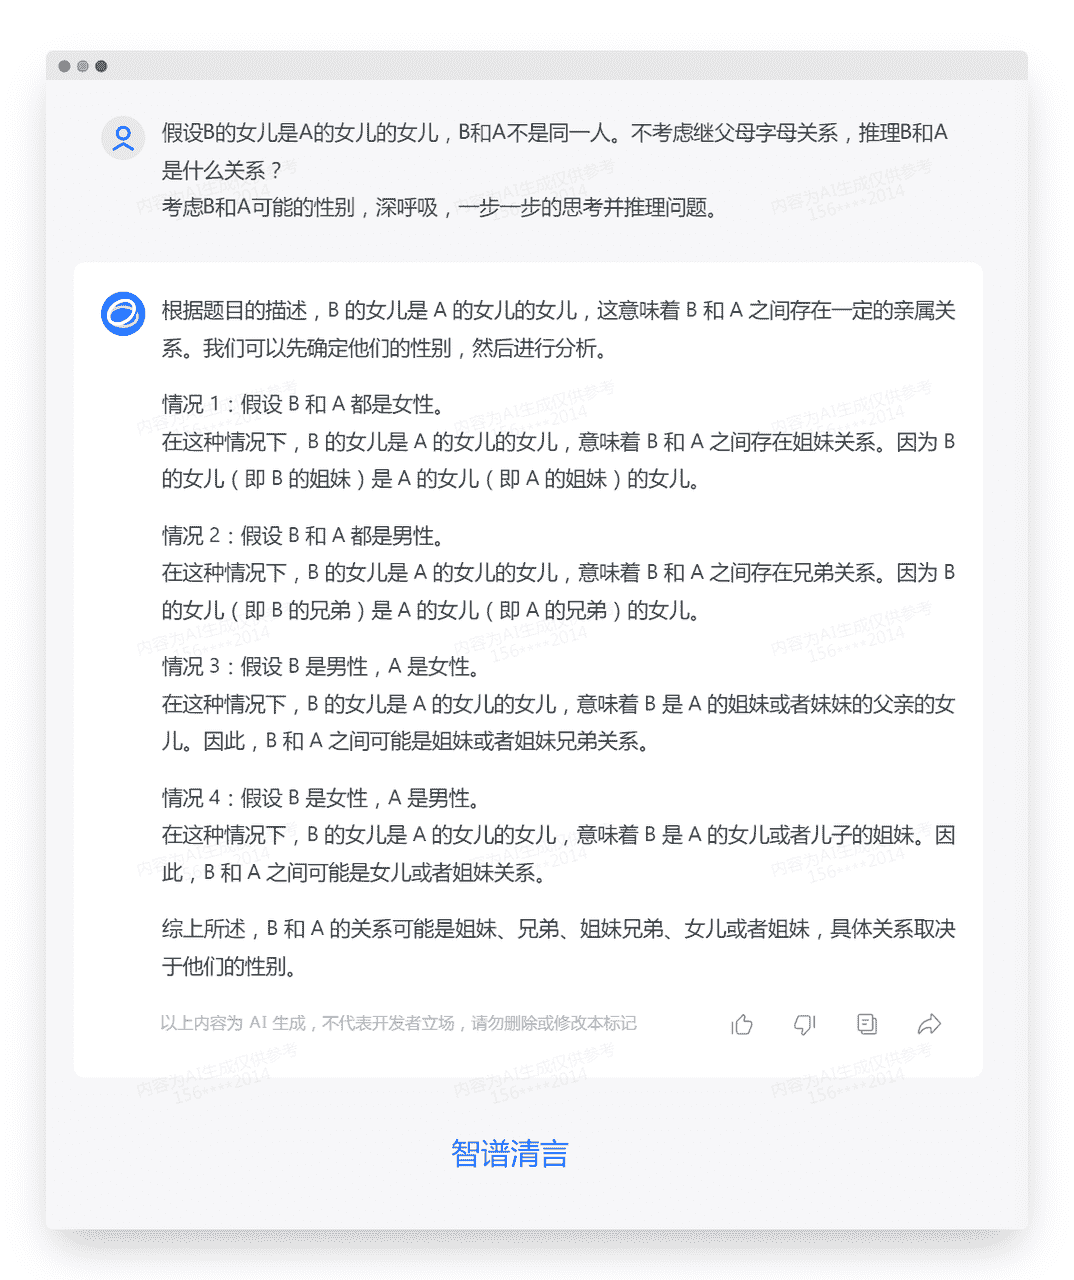 假设B的女儿是A的女儿的女儿，B和A不是同一人。不考虑继父母字母关系，推理B和A
是什么关系？
考虑B和A可能的性别，深呼吸，一步一步的思考并推理问题。
根据题目的描述，B 的女儿是 A 的女儿的女儿，这意味着 B 和 A 之间存在一定的亲属关
系。我们可以先确定他们的性别，然后进行分析。
情况 1：假设 B 和 A 都是女性。
在这种情况下，B 的女儿是 A 的女儿的女儿，意味着 B 和 A 之间存在姐妹关系。因为 B
的女儿（即 B 的姐妹）是 A 的女儿（即 A 的姐妹）的女儿。
情况 2：假设 B 和 A 都是男性。
在这种情况下，B 的女儿是 A 的女儿的女儿，意味着 B 和 A 之间存在兄弟关系。因为 B
的女儿（即 B 的兄弟）是 A 的女儿（即 A 的兄弟）的女儿。
情况 3：假设 B 是男性，A 是女性。
在这种情况下，B 的女儿是 A 的女儿的女儿，意味着 B 是 A 的姐妹或者妹妹的父亲的女
儿。因此，B 和 A 之间可能是姐妹或者姐妹兄弟关系。
情况 4：假设 B 是女性，A 是男性。
在这种情况下，B 的女儿是 A 的女儿的女儿，意味着 B 是 A 的女儿或者儿子的姐妹。因
此，B 和 A 之间可能是女儿或者姐妹关系。
综上所述，B 和 A 的关系可能是姐妹、兄弟、姐妹兄弟、女儿或者姐妹，具体关系取决
于他们的性别。
以上内容为 AI 生成，不代表开发者立场，请勿删除或修改本标记
内容为AI生成仅供参考
156****2014
智谱清言